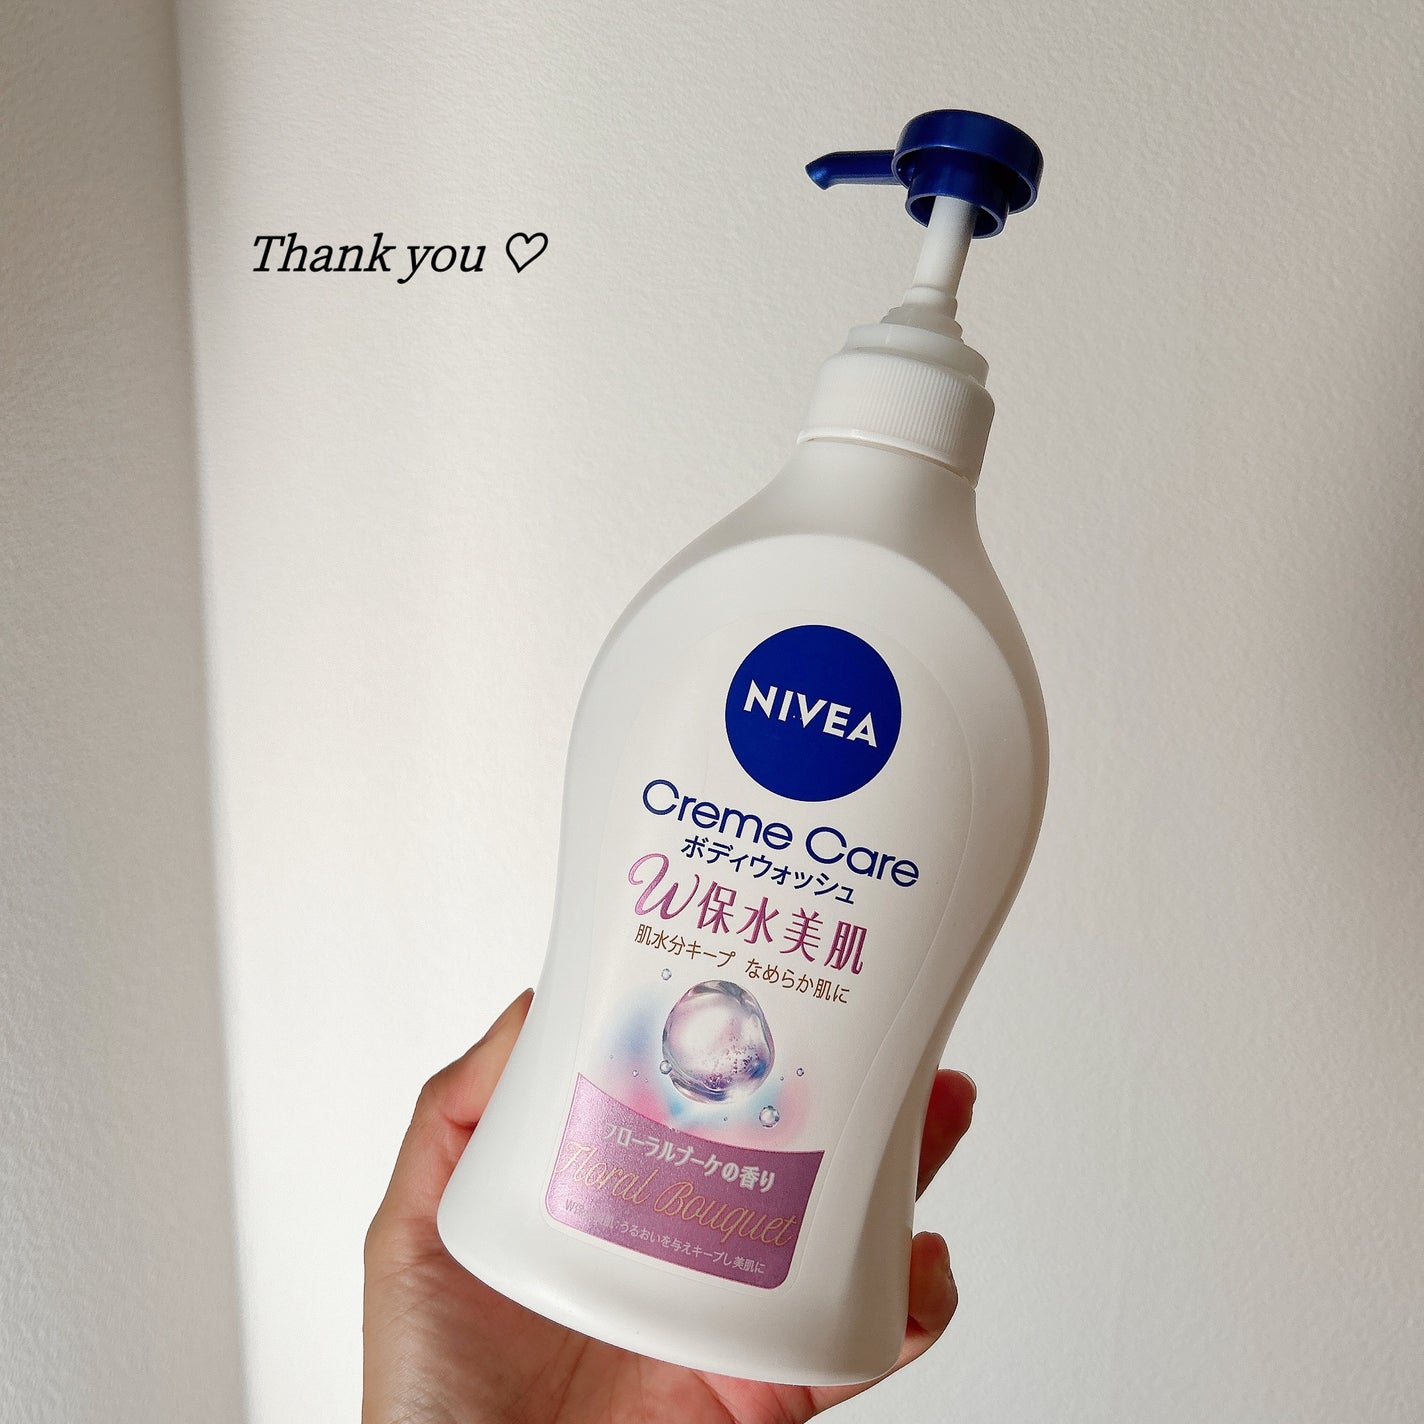 Thank you ♡
NIVEA
Creme Care
ボディウォッシュ
W保水美肌
肌水分キープ なめらか肌に
フローラルブーケの香り
Floral Bouquet
うるおいを与えキープし美肌に